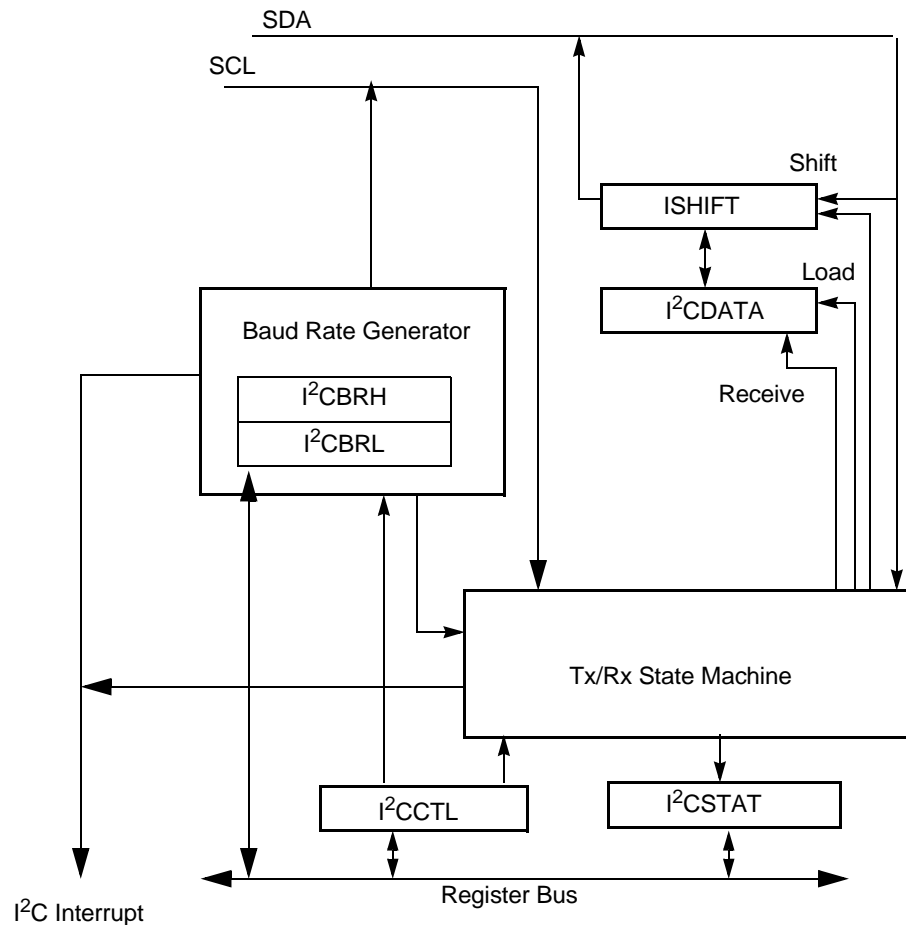 SDA
SCL
Shift
ISHIFT
Load
I²CDATA
Baud Rate Generator
I²CBRH
Receive
I²CBRL
Tx/Rx State Machine
I²CCTL
I²CSTAT
Register Bus
I²C Interrupt